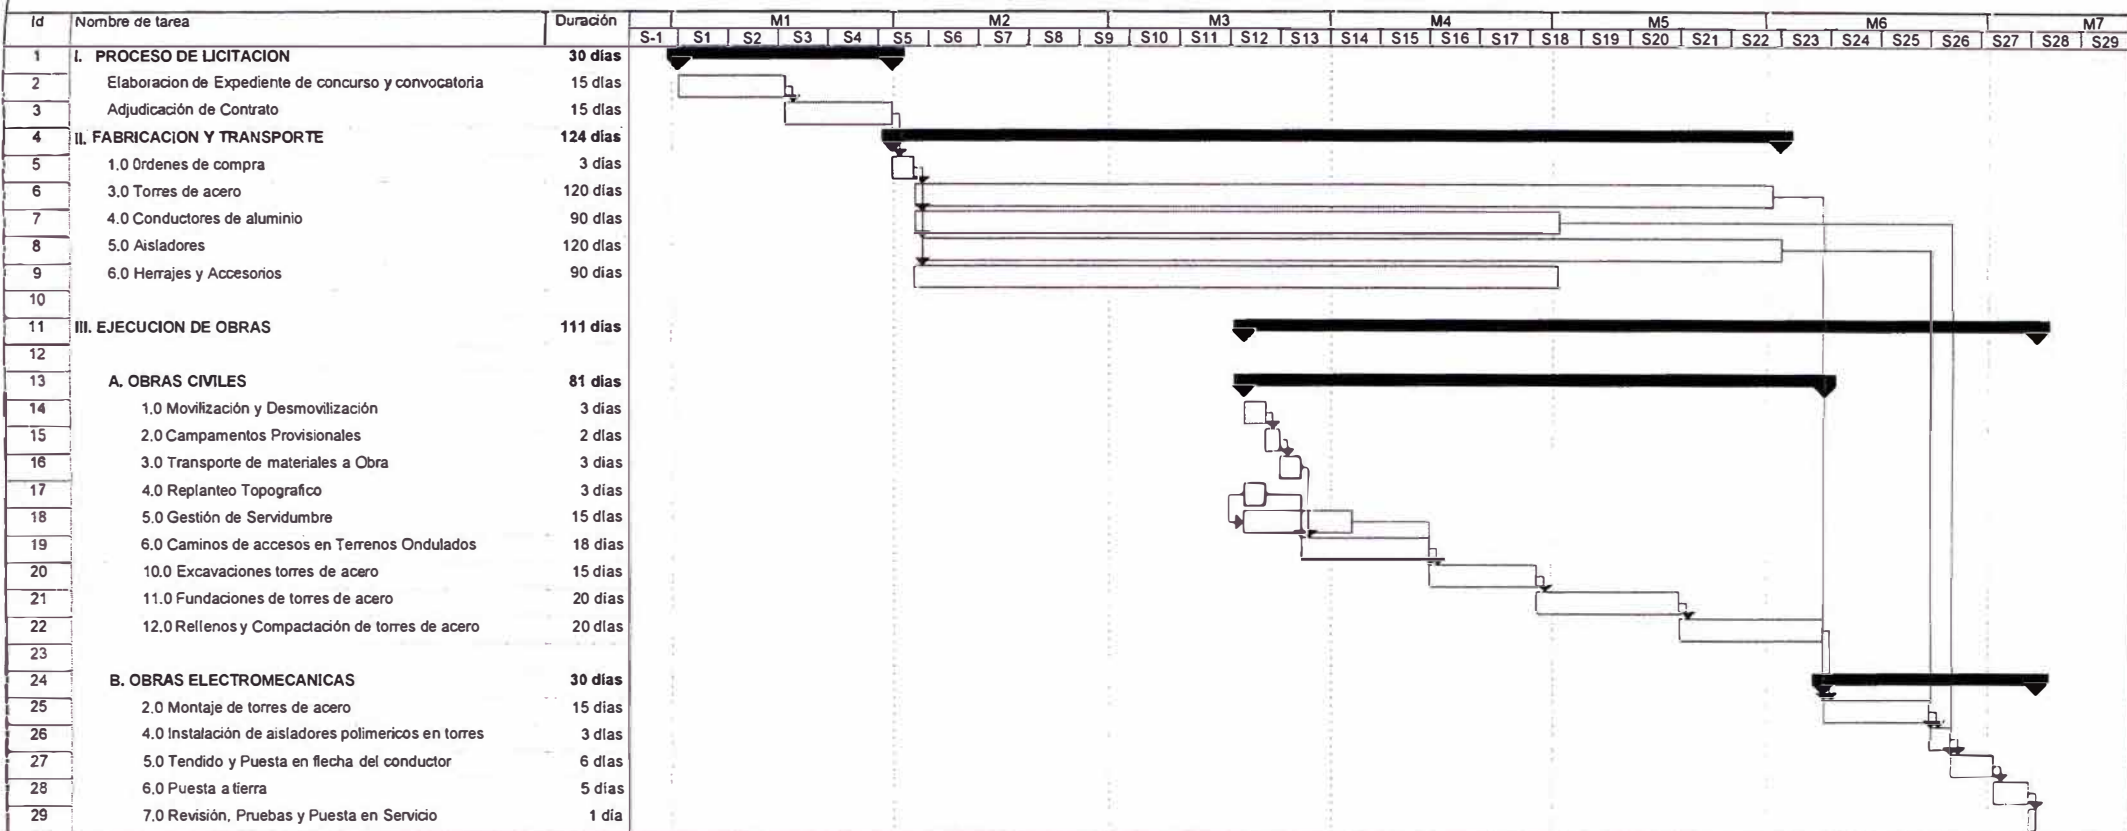 Id Nombre de tarea Duración M1 M2 M3 M4 M5 M6 M7
S-1 S1 S2 S3 S4 S5 S6 S7 S8 S9 S10 S11 S12 S13 S14 S15 S16 S17 S18 S19 S20 S21 S22 S23 S24 S25 S26 S27 S28 S29
1 I. PROCESO DE LICITACION 30 días
2 Elaboracion de Expediente de concurso y convocatoria 15 días
3 Adjudicación de Contrato 15 días
4 II. FABRICACION Y TRANSPORTE 124 días
5 1.0 Ordenes de compra 3 días
6 3.0 Torres de acero 120 días
7 4.0 Conductores de aluminio 90 días
8 5.0 Aisladores 120 días
9 6.0 Herrajes y Accesorios 90 días
10
11 III. EJECUCION DE OBRAS 111 días
12
13 A. OBRAS CIVILES 81 días
14 1.0 Movilización y Desmovilización 3 días
15 2.0 Campamentos Provisionales 2 días
16 3.0 Transporte de materiales a Obra 3 días
17 4.0 Replanteo Topografico 3 días
18 5.0 Gestión de Servidumbre 15 días
19 6.0 Caminos de accesos en Terrenos Ondulados 18 días
20 10.0 Excavaciones torres de acero 15 días
21 11.0 Fundaciones de torres de acero 20 días
22 12.0 Rellenos y Compactación de torres de acero 20 días
23
24 B. OBRAS ELECTROMECANICAS 30 días
25 2.0 Montaje de torres de acero 15 días
26 4.0 Instalación de aisladores polimericos en torres 3 días
27 5.0 Tendido y Puesta en flecha del conductor 6 días
28 6.0 Puesta a tierra 5 días
29 7.0 Revisión, Pruebas y Puesta en Servicio 1 día